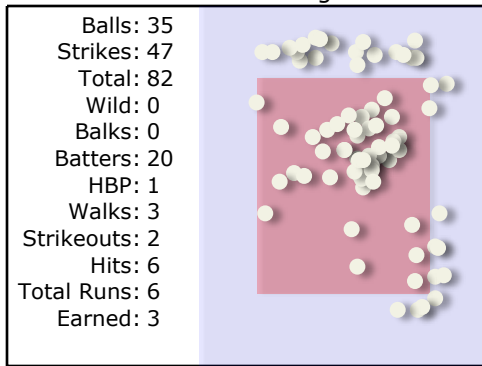 Balls: 35
Strikes: 47
Total: 82
Wild: 0
Balks: 0
Batters: 20
HBP: 1
Walks: 3
Strikeouts: 2
Hits: 6
Total Runs: 6
Earned: 3